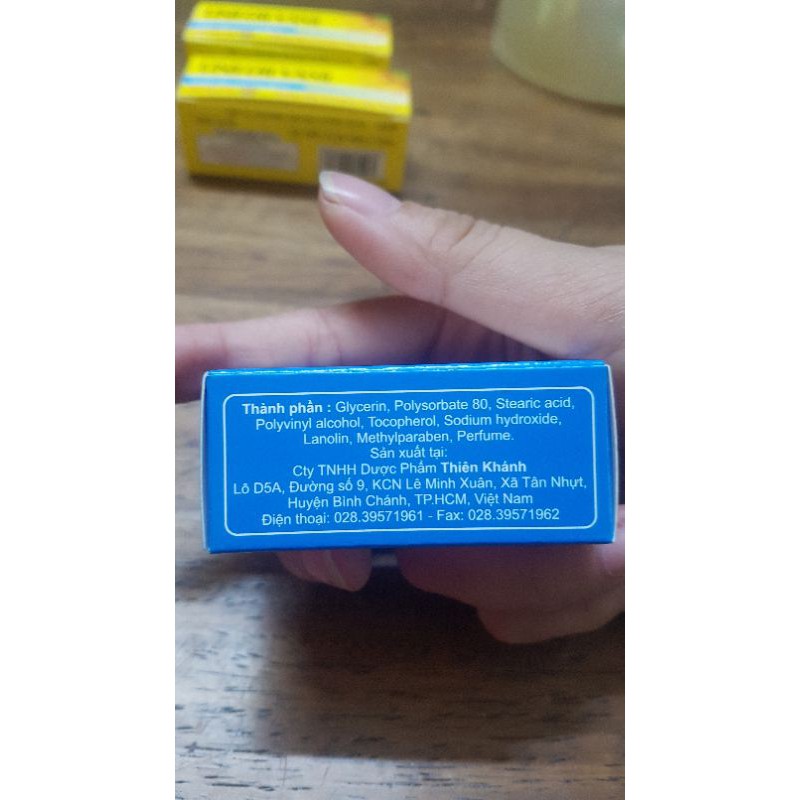 Thành phần : Glycerin, Polysorbate 80, Stearic acid,
Polyvinyl alcohol, Tocopherol, Sodium hydroxide,
Lanolin, Methylparaben, Perfume.
Sản xuất tại:
Cty TNHH Dược Phẩm Thiên Khánh
Lô D5A, Đường số 9, KCN Lê Minh Xuân, Xã Tân Nhựt,
Huyện Bình Chánh, TP.HCM, Việt Nam
Điện thoại: 028.39571961 - Fax: 028.39571962